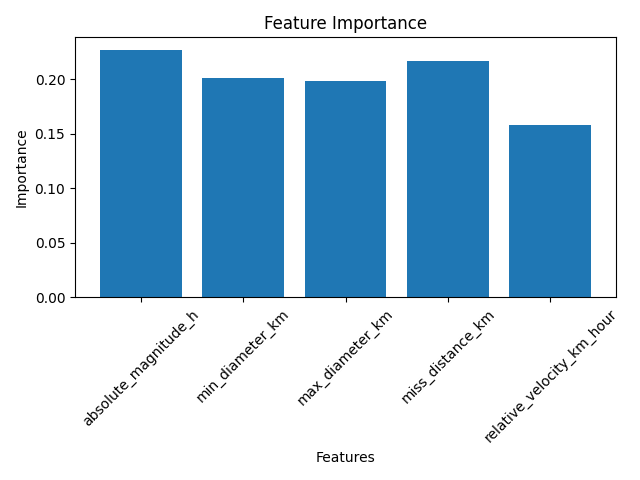 Feature Importance
Importance
0.20
0.15
0.10
0.05
0.00
absolute_magnitude_h
min_diameter_km
max_diameter_km
miss_distance_km
relative_velocity_km_hour
Features